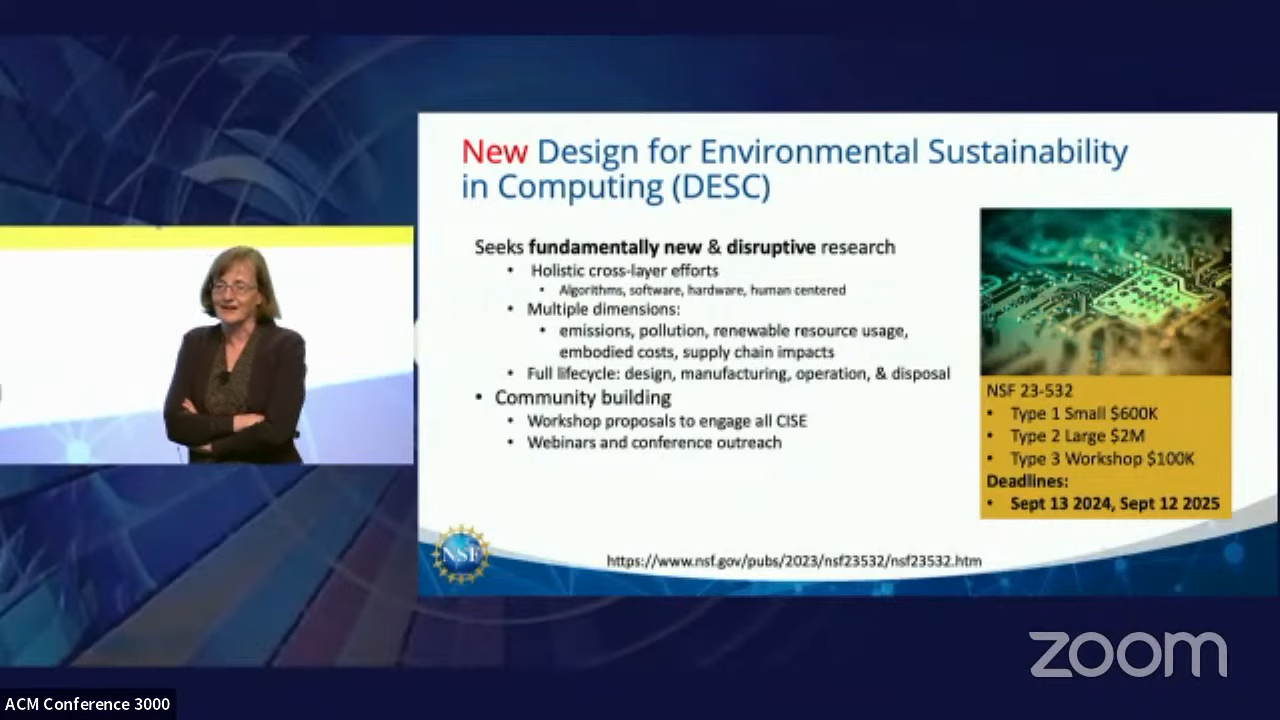 New Design for Environmental Sustainability
in Computing (DESC)
Seeks fundamentally new & disruptive research
• Holistic cross-layer efforts
• Algorithms, software, hardware, human centered
• Multiple dimensions:
• emissions, pollution, renewable resource usage,
embodied costs, supply chain impacts
• Full lifecycle: design, manufacturing, operation, & disposal
• Community building
• Workshop proposals to engage all CISE
• Webinars and conference outreach
NSF 23-532
• Type 1 Small $600K
• Type 2 Large $2M
• Type 3 Workshop $100K
Deadlines:
• Sept 13 2024, Sept 12 2025
NSF
https://www.nsf.gov/pubs/2023/nsf23532/nsf23532.htm
zoom
ACM Conference 3000